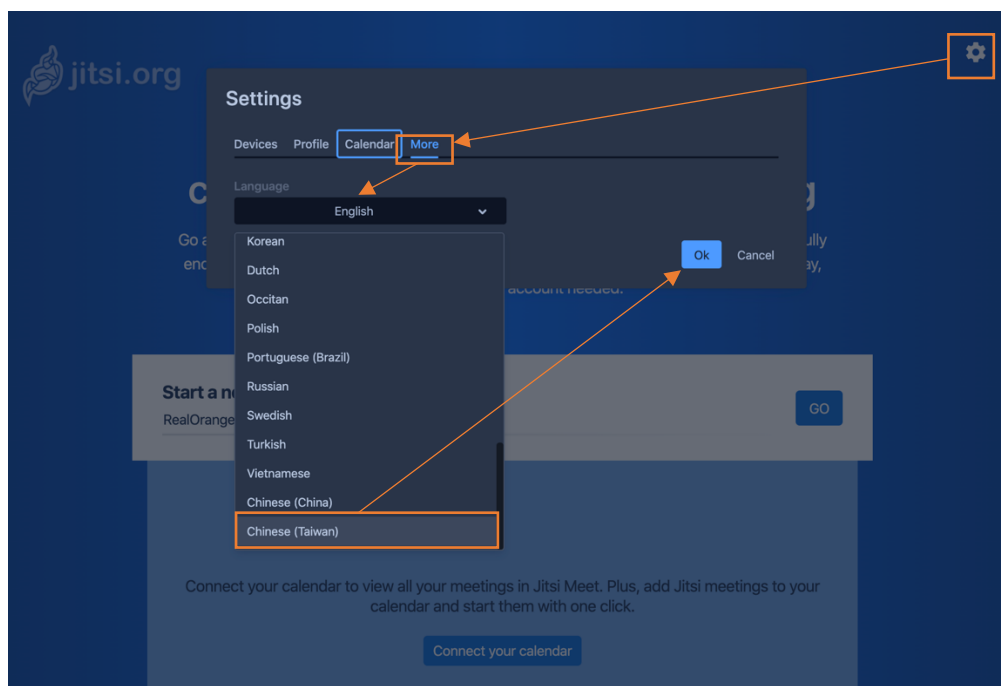 jitsi.org
Settings
Devices Profile Calendar More
Language
English
Korean
Dutch
Occitan
Polish
Portuguese (Brazil)
Russian
Swedish
Turkish
Vietnamese
Chinese (China)
Chinese (Taiwan)
Ok Cancel
Go
account needed.
Start a
RealOrange
GO
Connect your calendar to view all your meetings in Jitsi Meet. Plus, add Jitsi meetings to your
calendar and start them with one click.
Connect your calendar